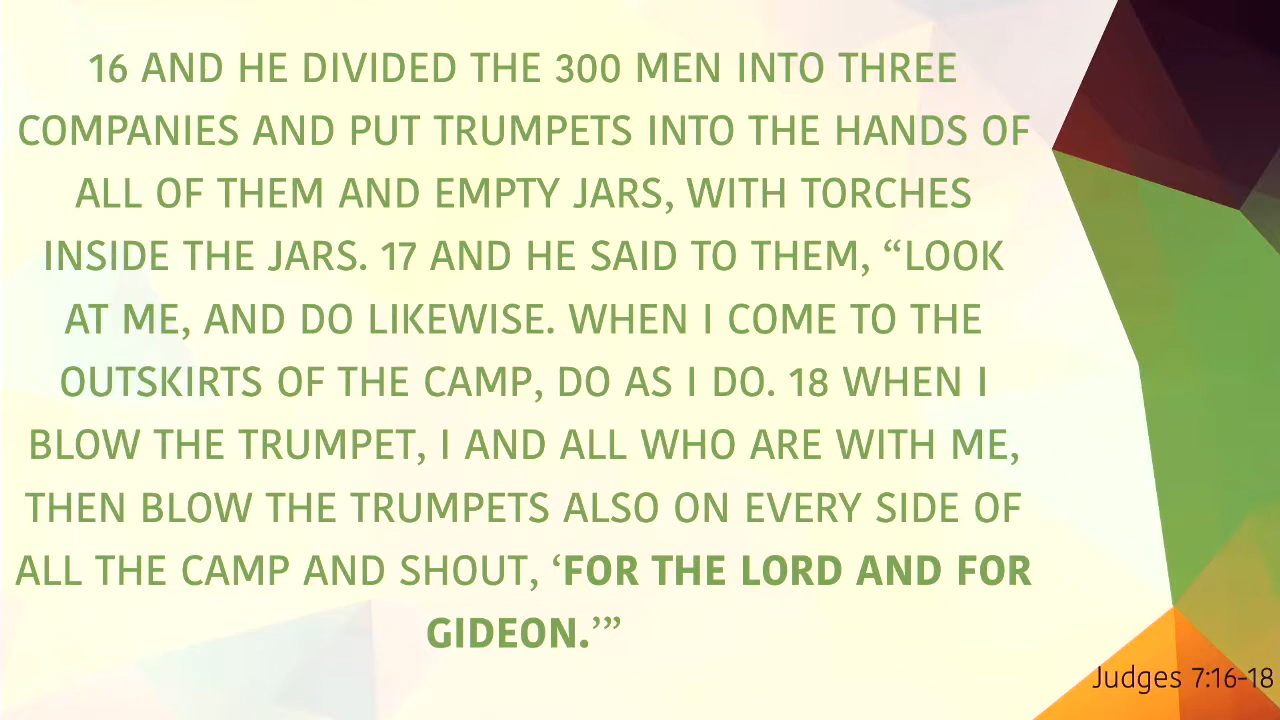 16 AND HE DIVIDED THE 300 MEN INTO THREE
COMPANIES AND PUT TRUMPETS INTO THE HANDS OF
ALL OF THEM AND EMPTY JARS, WITH TORCHES
INSIDE THE JARS. 17 AND HE SAID TO THEM, “LOOK
AT ME, AND DO LIKEWISE. WHEN I COME TO THE
OUTSKIRTS OF THE CAMP, DO AS I DO. 18 WHEN I
BLOW THE TRUMPET, I AND ALL WHO ARE WITH ME,
THEN BLOW THE TRUMPETS ALSO ON EVERY SIDE OF
ALL THE CAMP AND SHOUT, ‘FOR THE LORD AND FOR
GIDEON.’”
Judges 7:16-18